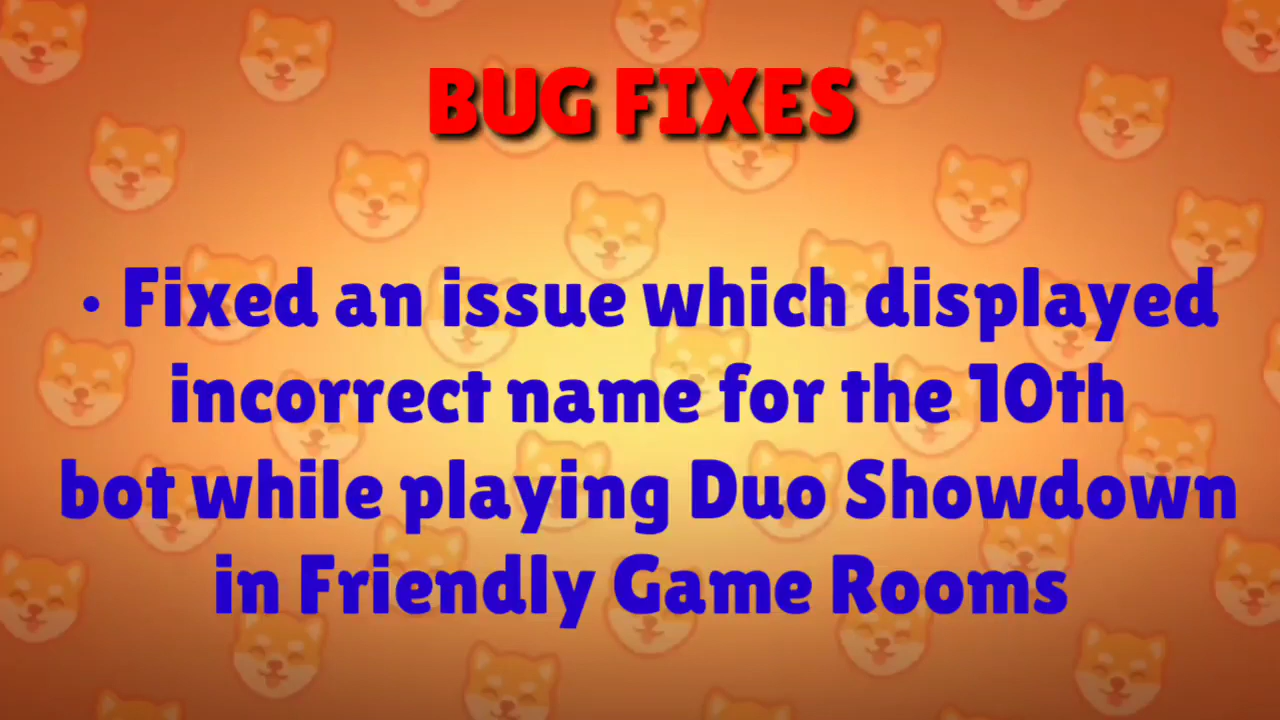 BUG FIXES
• Fixed an issue which displayed
incorrect name for the 10th
bot while playing Duo Showdown
in Friendly Game Rooms